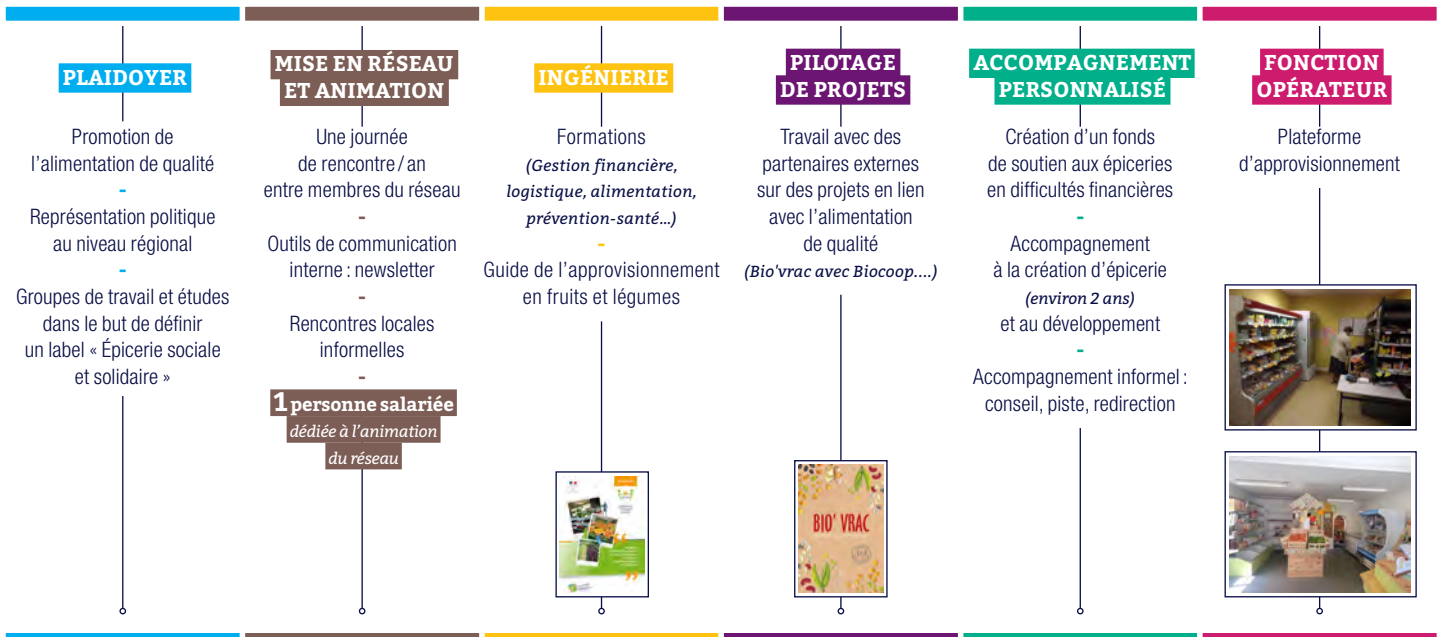 PLAIDOYER
Promotion de
l'alimentation de qualité
-
Représentation politique
au niveau régional
-
Groupes de travail et études
dans le but de définir
un label « Épicerie sociale
et solidaire »
MISE EN RÉSEAU
ET ANIMATION
Une journée
de rencontre / an
entre membres du réseau
-
Outils de communication
interne : newsletter
-
Rencontres locales
informelles
-
1 personne salariée
dédiée à l'animation
du réseau
INGÉNIERIE
Formations
(Gestion financière,
logistique, alimentation,
prévention-santé...)
-
Guide de l'approvisionnement
en fruits et légumes
PILOTAGE
DE PROJETS
Travail avec des
partenaires externes
sur des projets en lien
avec l'alimentation
de qualité
(Bio'vrac avec Biocoop....)
BIO' VRAC
ACCOMPAGNEMENT
PERSONNALISÉ
Création d'un fonds
de soutien aux épiceries
en difficultés financières
-
Accompagnement
à la création d'épicerie
(environ 2 ans)
et au développement
-
Accompagnement informel :
conseil, piste, redirection
FONCTION
OPÉRATEUR
Plateforme
d'approvisionnement